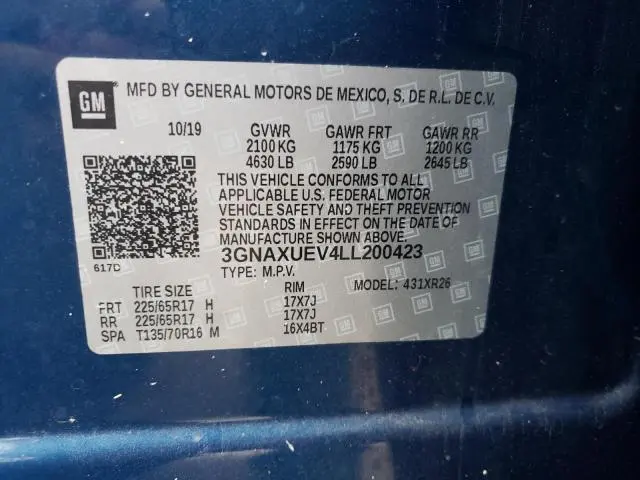 GM
MFD BY GENERAL MOTORS DE MEXICO, S. DE R.L. DE C.V.
10/19 GVWR GAWR FRT GAWR RR
2100 KG 1175 KG 1200 KG
4630 LB 2590 LB 2645 LB
THIS VEHICLE CONFORMS TO ALL
APPLICABLE U.S. FEDERAL MOTOR
VEHICLE SAFETY AND THEFT PREVENTION
STANDARDS IN EFFECT ON THE DATE OF
MANUFACTURE SHOWN ABOVE.
617D 3GNAXUEV4LL200423
TYPE: M.P.V. MODEL: 431XR26
TIRE SIZE RIM
FRT 225/65R17 H 17X7J
RR 225/65R17 H 17X7J
SPA T135/70R16 M 16X4BT